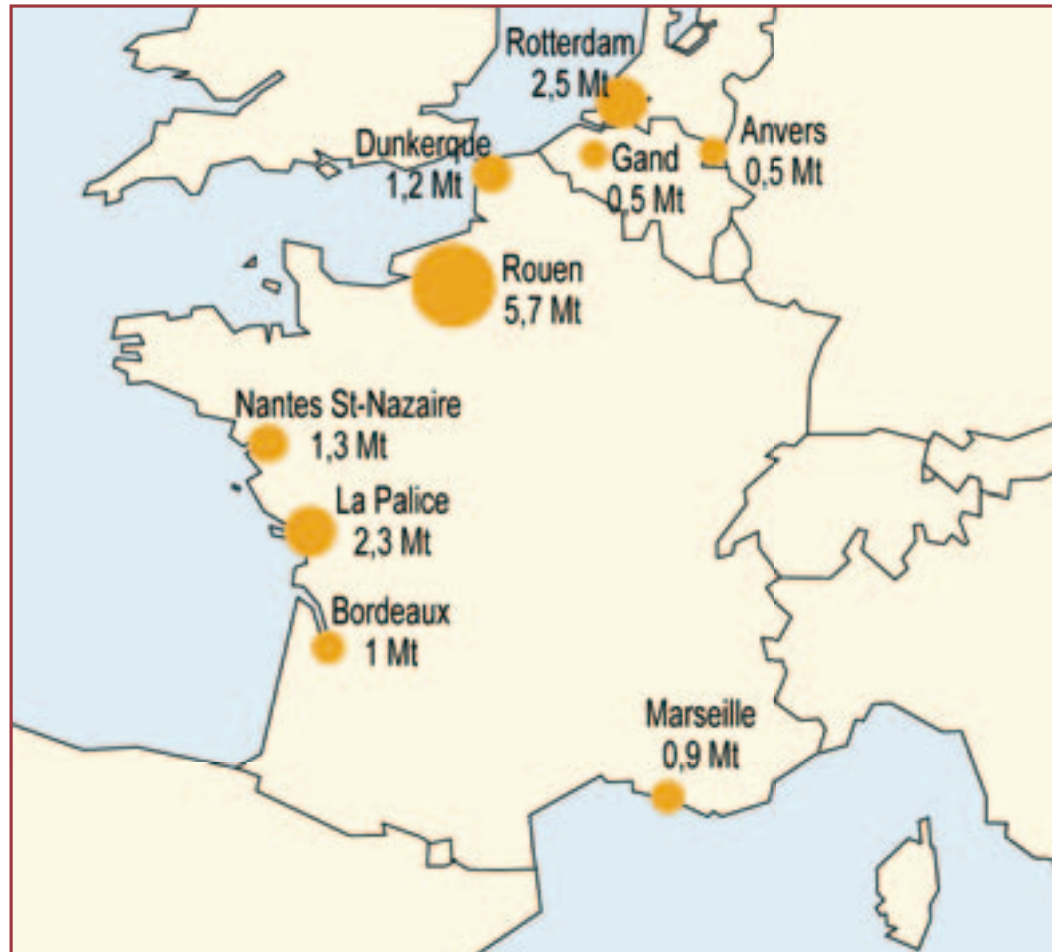 Rotterdam
2,5 Mt
Dunkerque
1,2 Mt
Gand
0,5 Mt
Anvers
0,5 Mt
Rouen
5,7 Mt
Nantes St-Nazaire
1,3 Mt
La Palice
2,3 Mt
Bordeaux
1 Mt
Marseille
0,9 Mt